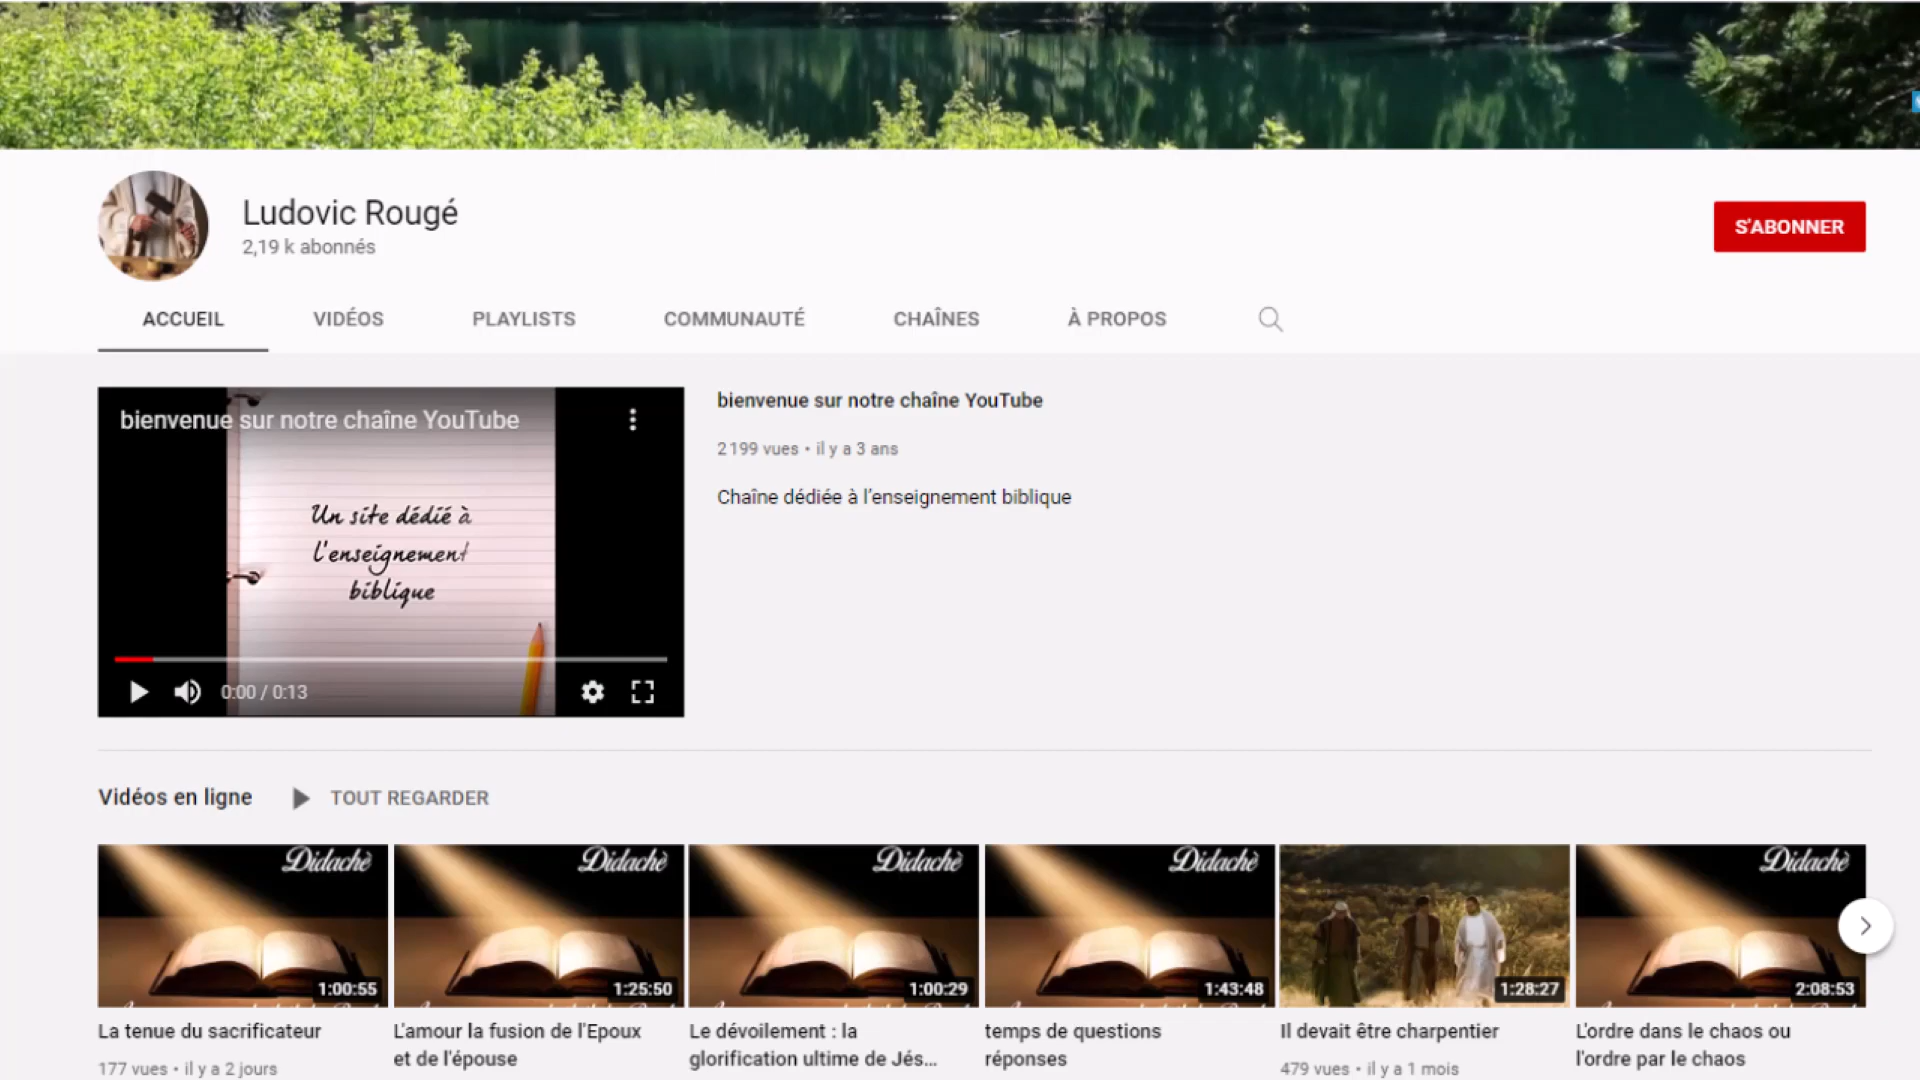 Ludovic Rougé
2,19 k abonnés
S'ABONNER
ACCUEIL VIDÉOS PLAYLISTS COMMUNAUTÉ CHAÎNES À PROPOS
bienvenue sur notre chaîne YouTube
Un site dédié à
l'enseignement
biblique
0:00 / 0:13
bienvenue sur notre chaîne YouTube
2 199 vues • il y a 3 ans
Chaîne dédiée à l’enseignement biblique
Vidéos en ligne TOUT REGARDER
Didachè
1:00:55
La tenue du sacrificateur
177 vues • il y a 2 jours
Didachè
1:25:50
L'amour la fusion de l'Epoux
et de l'épouse
Didachè
1:00:29
Le dévoilement : la
glorification ultime de Jés...
Didachè
1:43:48
temps de questions
réponses
1:28:27
Il devait être charpentier
479 vues • il y a 1 mois
Didachè
2:08:53
L'ordre dans le chaos ou
l'ordre par le chaos